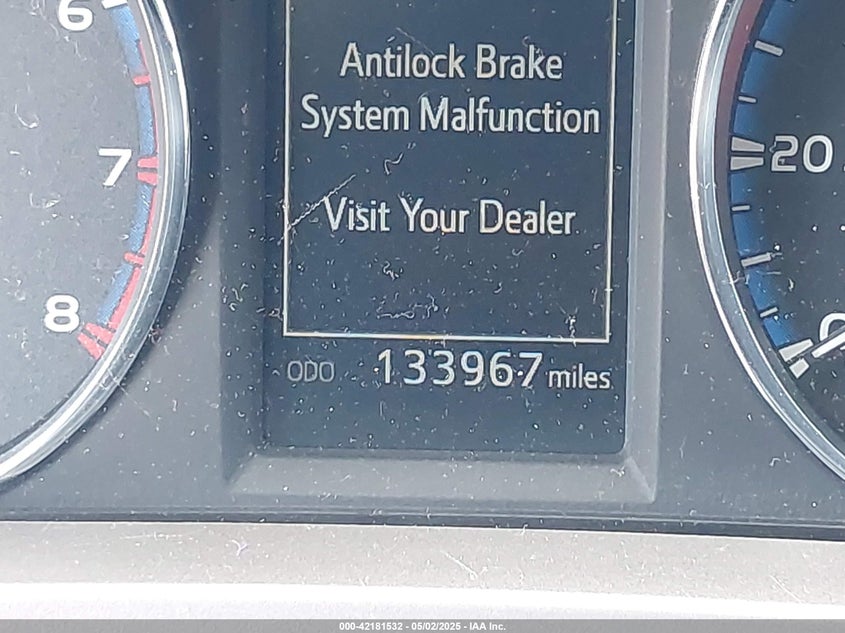 6
7
8
Antilock Brake
System Malfunction
Visit Your Dealer
ODO 133967 miles
20
0
000-42181532 - 05/02/2025 - IAA Inc.